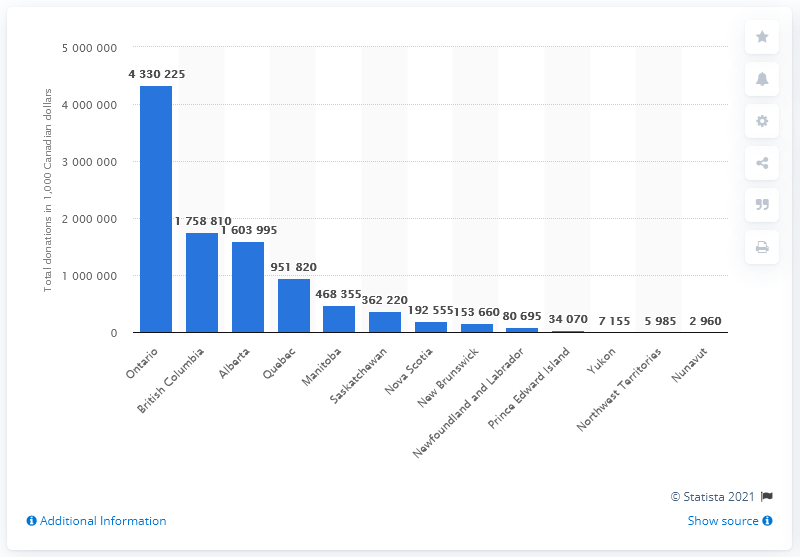 5 000 000
4 000 000
3 000 000
2 000 000
1 000 000
0
Total donations in 1,000 Canadian dollars
4 330 225
1 758 810
1 603 995
951 820
468 355
362 220
192 555
153 660
80 695
34 070
7 155
5 985
2 960
Ontario
British Columbia
Alberta
Quebec
Manitoba
Saskatchewan
Nova Scotia
New Brunswick
Newfoundland and Labrador
Prince Edward Island
Yukon
Northwest Territories
Nunavut
© Statista 2021
Additional Information
Show source